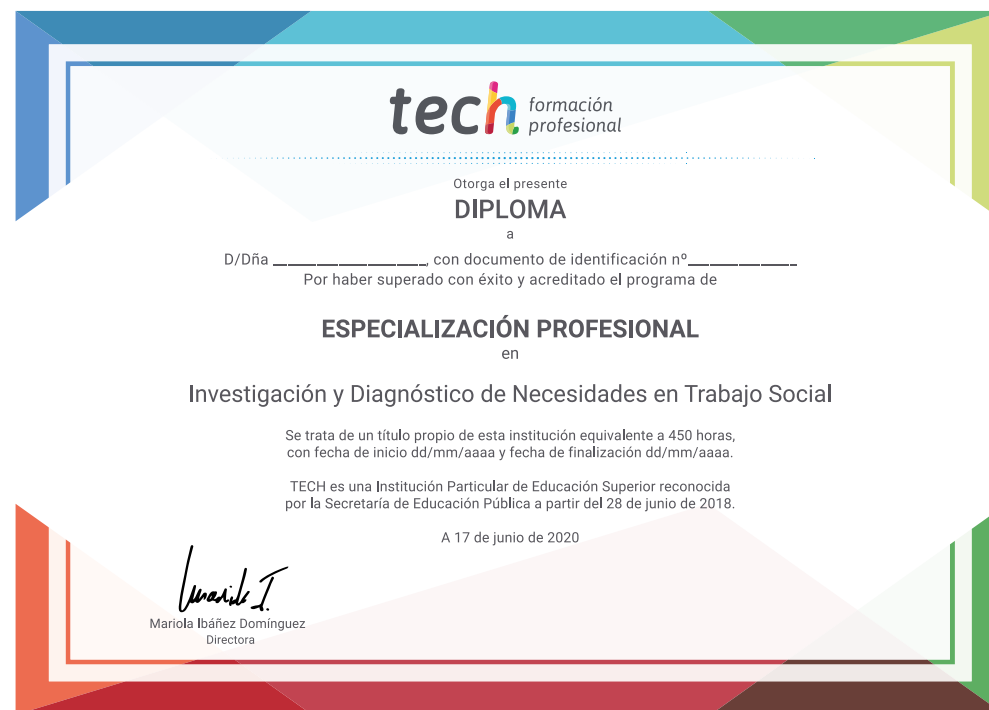 tech formación
profesional
Otorga el presente
DIPLOMA
a
D/Dña ____________________, con documento de identificación nº______________
Por haber superado con éxito y acreditado el programa de
ESPECIALIZACIÓN PROFESIONAL
en
Investigación y Diagnóstico de Necesidades en Trabajo Social
Se trata de un título propio de esta institución equivalente a 450 horas,
con fecha de inicio dd/mm/aaaa y fecha de finalización dd/mm/aaaa.
TECH es una Institución Particular de Educación Superior reconocida
por la Secretaría de Educación Pública a partir del 28 de junio de 2018.
A 17 de junio de 2020
Mariola Ibáñez Domínguez
Directora